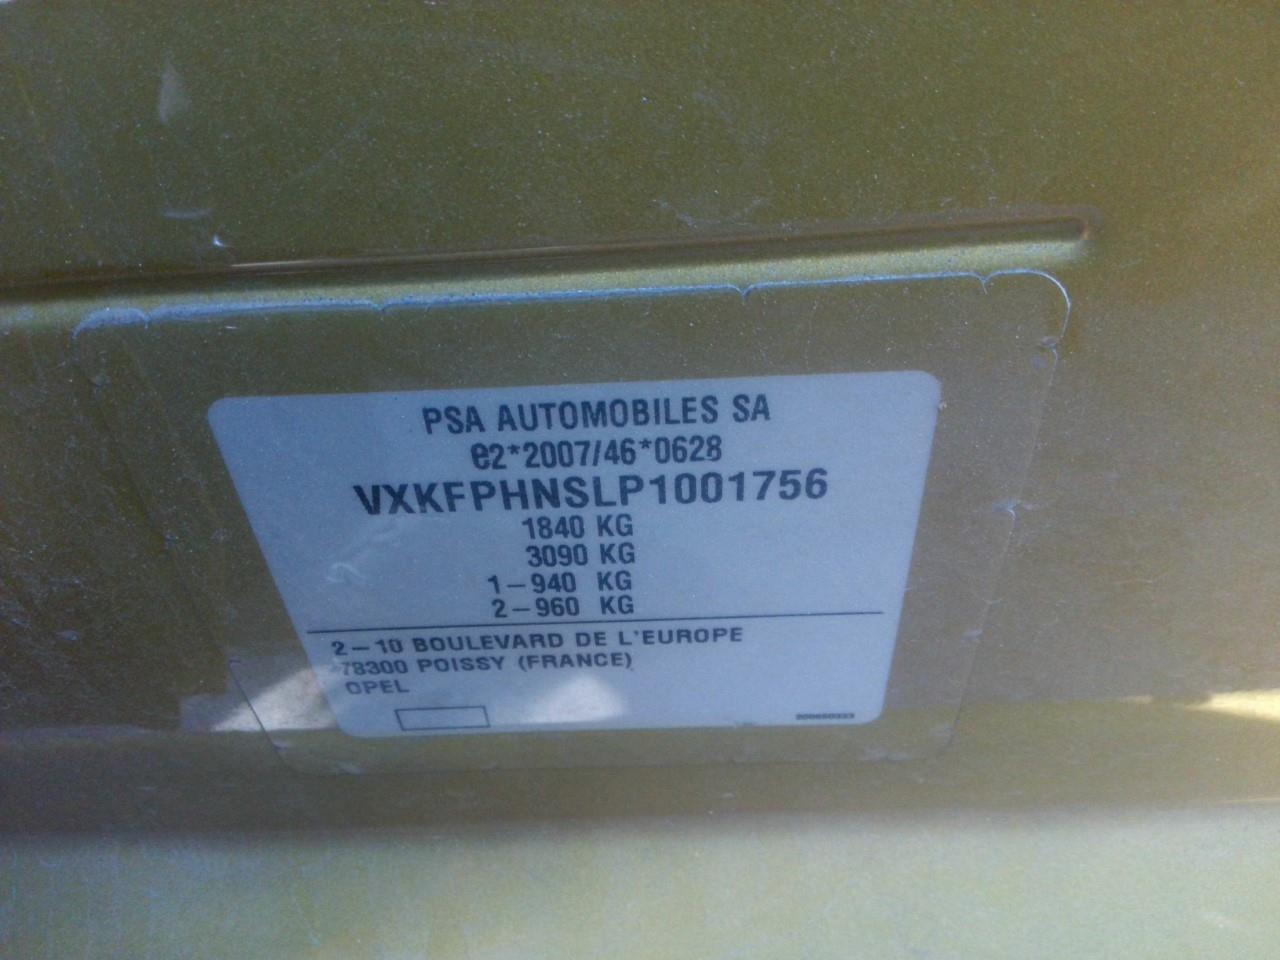 PSA AUTOMOBILES SA
e2*2007/46*0628
VXKFPHNSLP1001756
1840 KG
3090 KG
1-940 KG
2-960 KG
2-10 BOULEVARD DE L'EUROPE
78300 POISSY (FRANCE)
OPEL